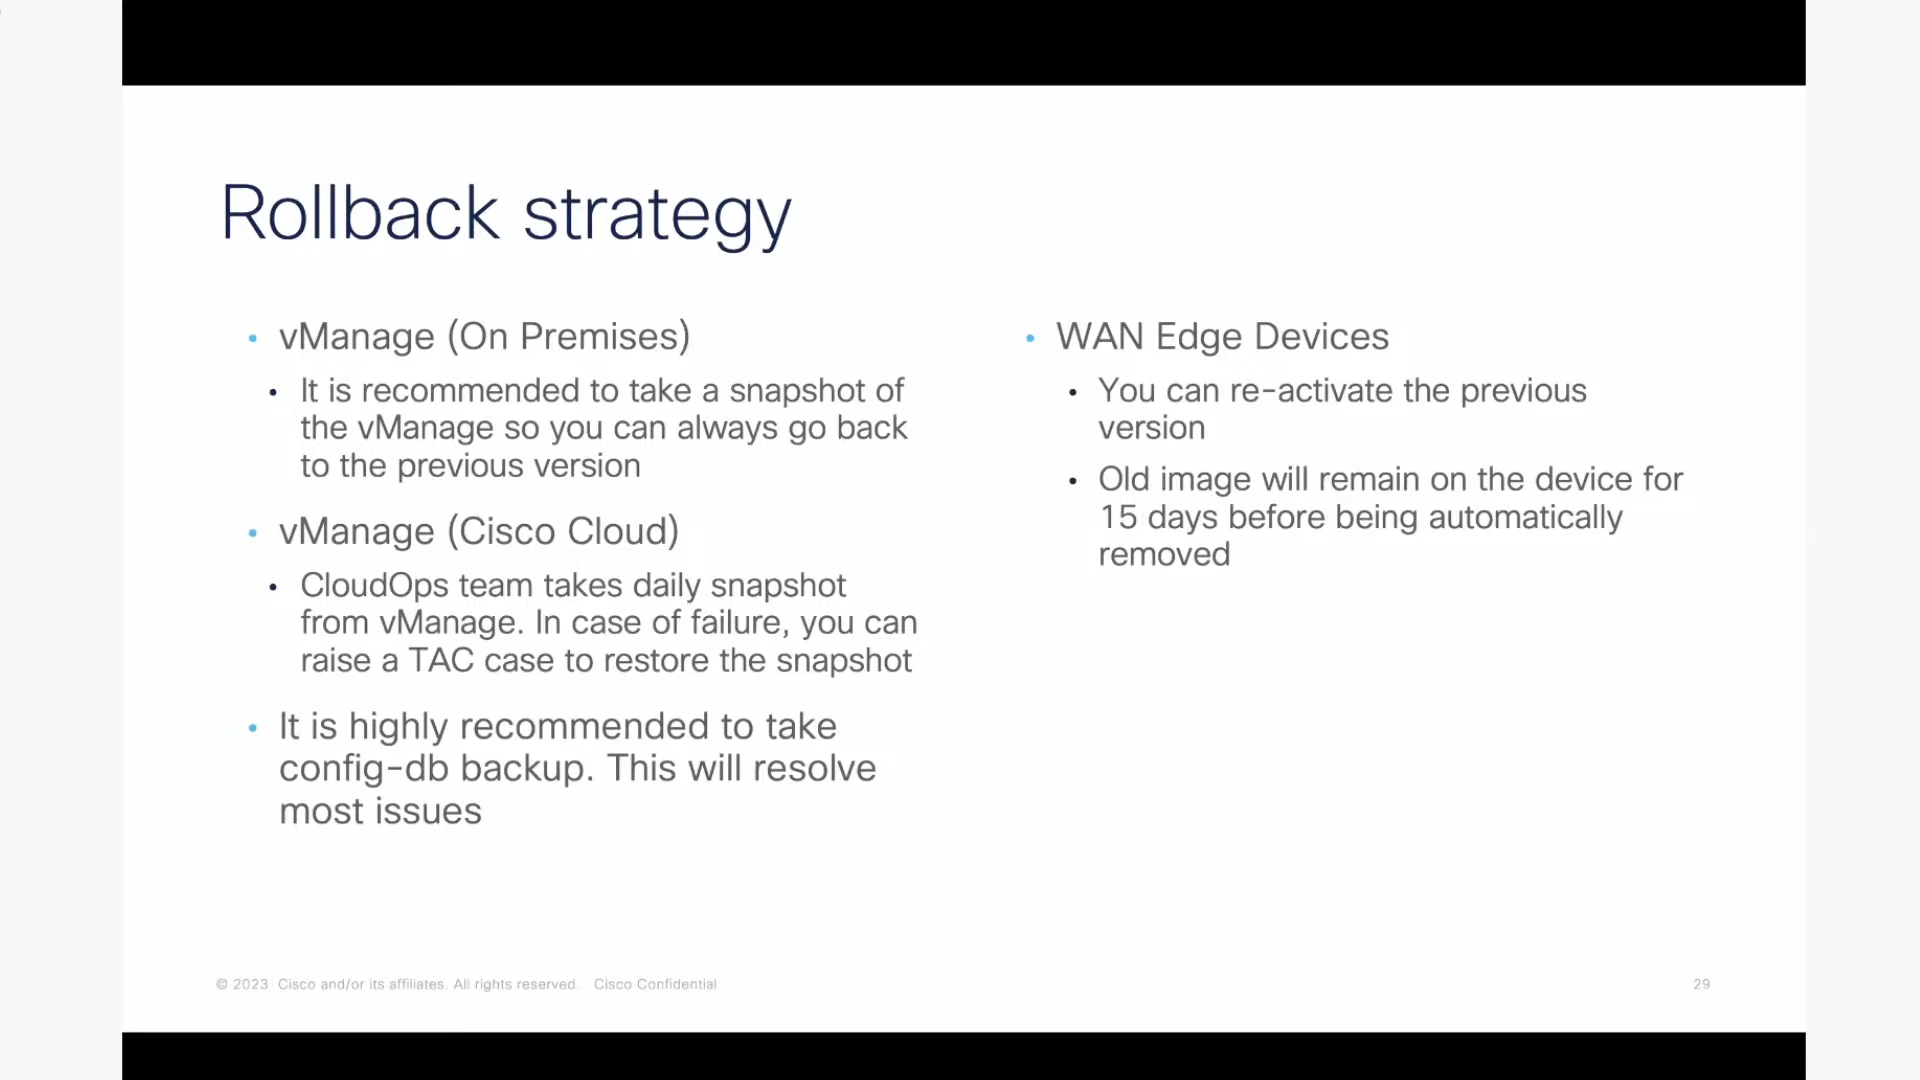 Rollback strategy
• vManage (On Premises)
• It is recommended to take a snapshot of
the vManage so you can always go back
to the previous version
• vManage (Cisco Cloud)
• CloudOps team takes daily snapshot
from vManage. In case of failure, you can
raise a TAC case to restore the snapshot
• It is highly recommended to take
config-db backup. This will resolve
most issues
• WAN Edge Devices
• You can re-activate the previous
version
• Old image will remain on the device for
15 days before being automatically
removed
© 2023 Cisco and/or its affiliates. All rights reserved. Cisco Confidential
29